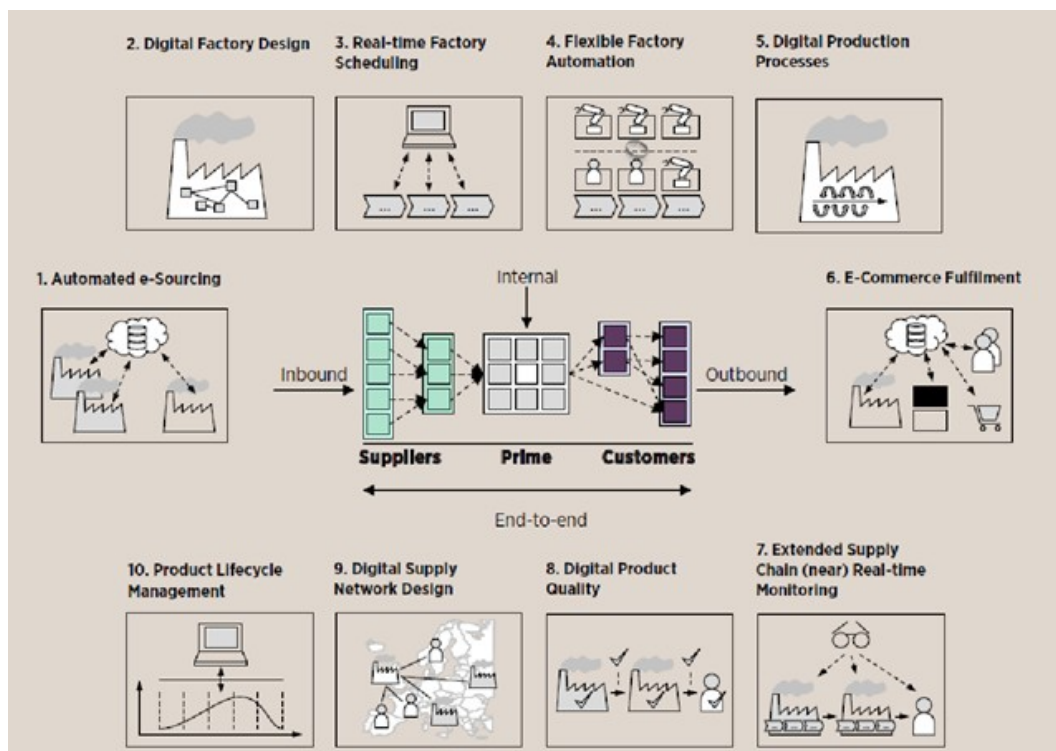 2. Digital Factory Design
3. Real-time Factory
Scheduling
4. Flexible Factory
Automation
5. Digital Production
Processes
1. Automated e-Sourcing
Internal
6. E-Commerce Fulfilment
Inbound
Outbound
Suppliers
Prime
Customers
End-to-end
10. Product Lifecycle
Management
9. Digital Supply
Network Design
8. Digital Product
Quality
7. Extended Supply
Chain (near) Real-time
Monitoring